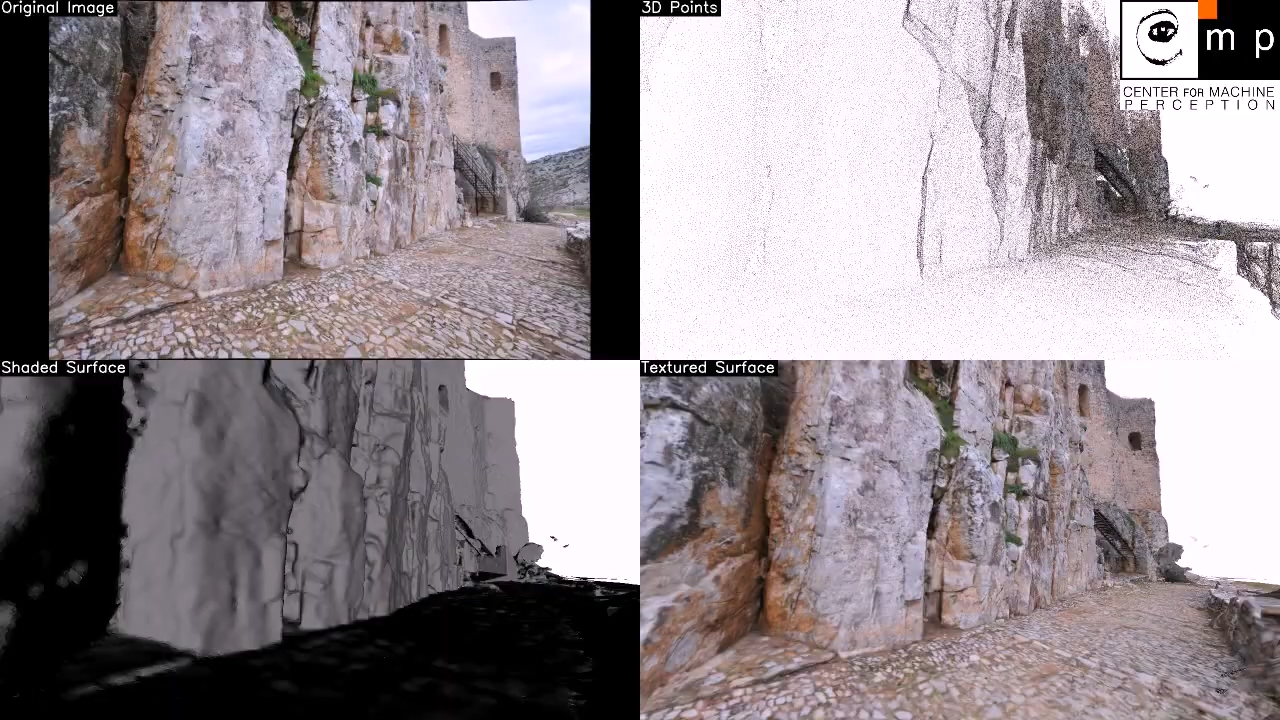 Original Image
3D Points
m p
CENTER FOR MACHINE
PERCEPTION
Shaded Surface
Textured Surface